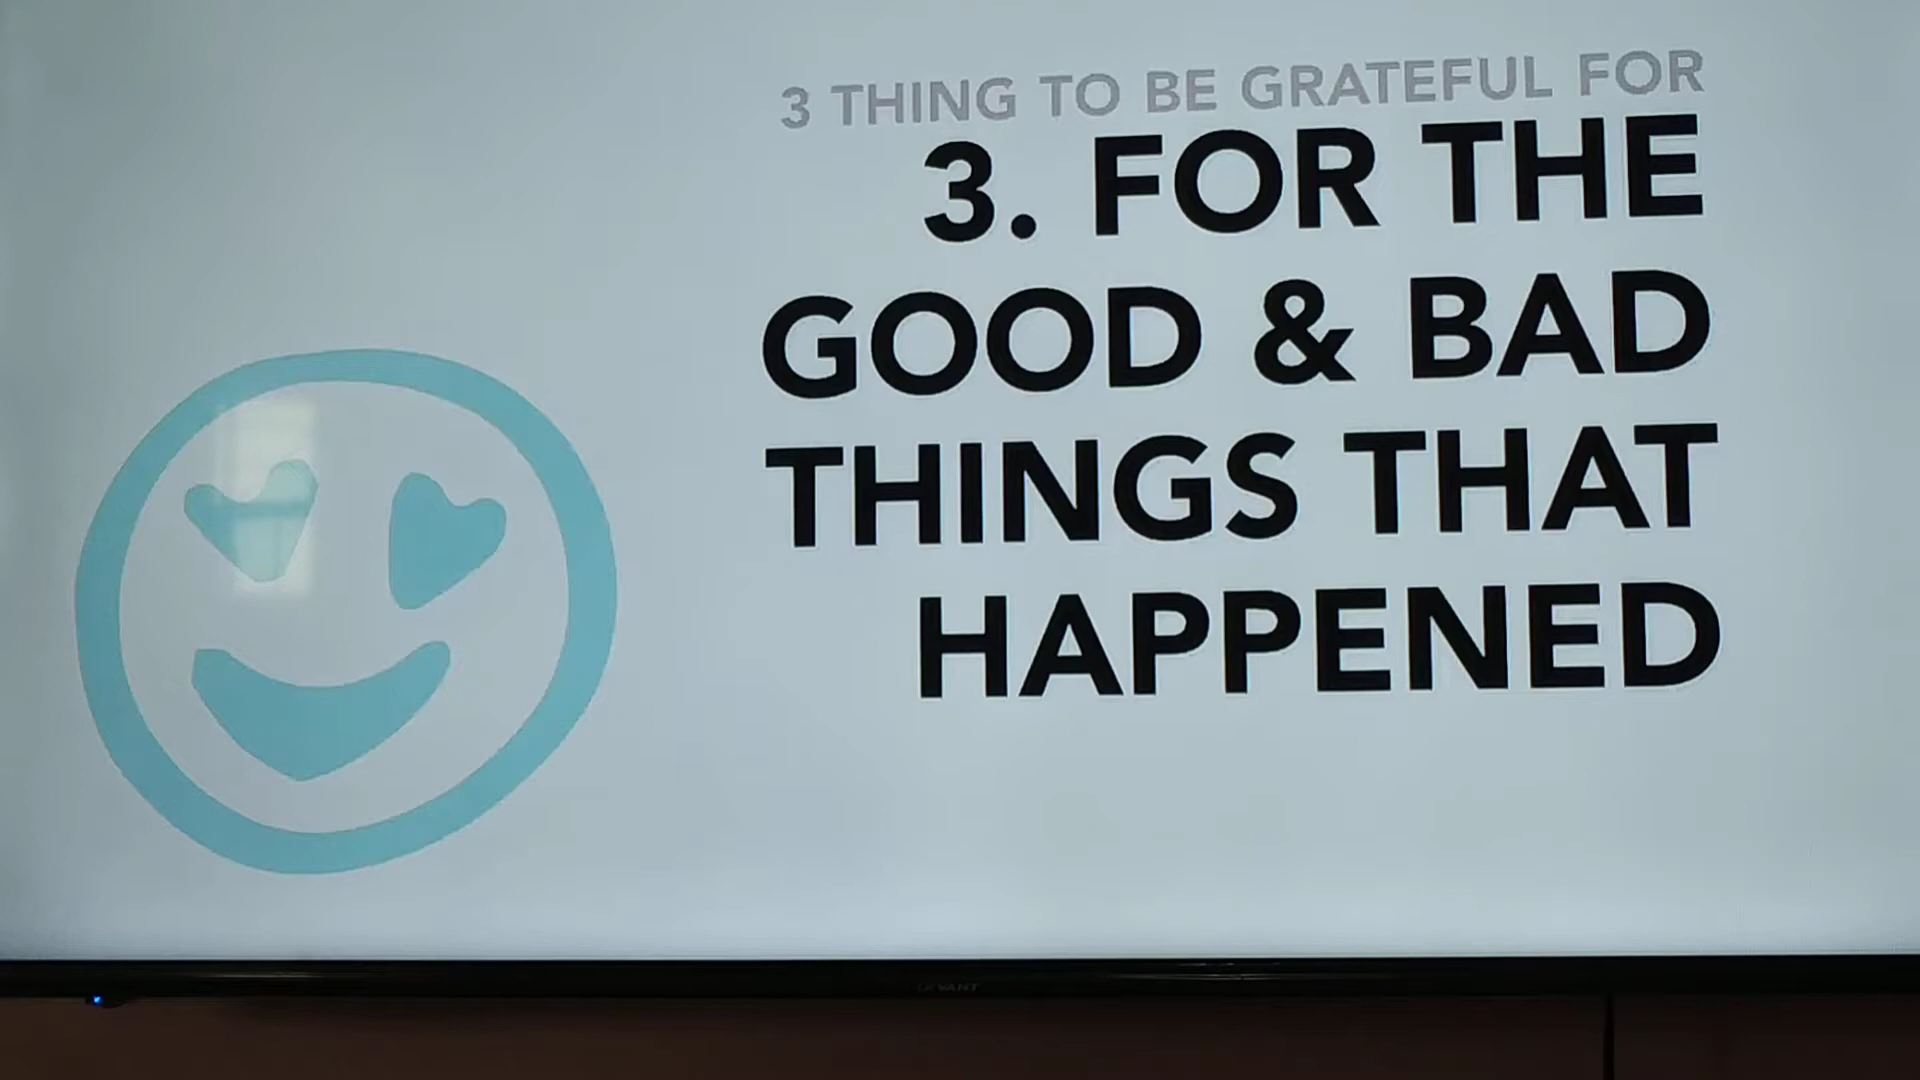 3 THING TO BE GRATEFUL FOR
3. FOR THE
GOOD & BAD
THINGS THAT
HAPPENED